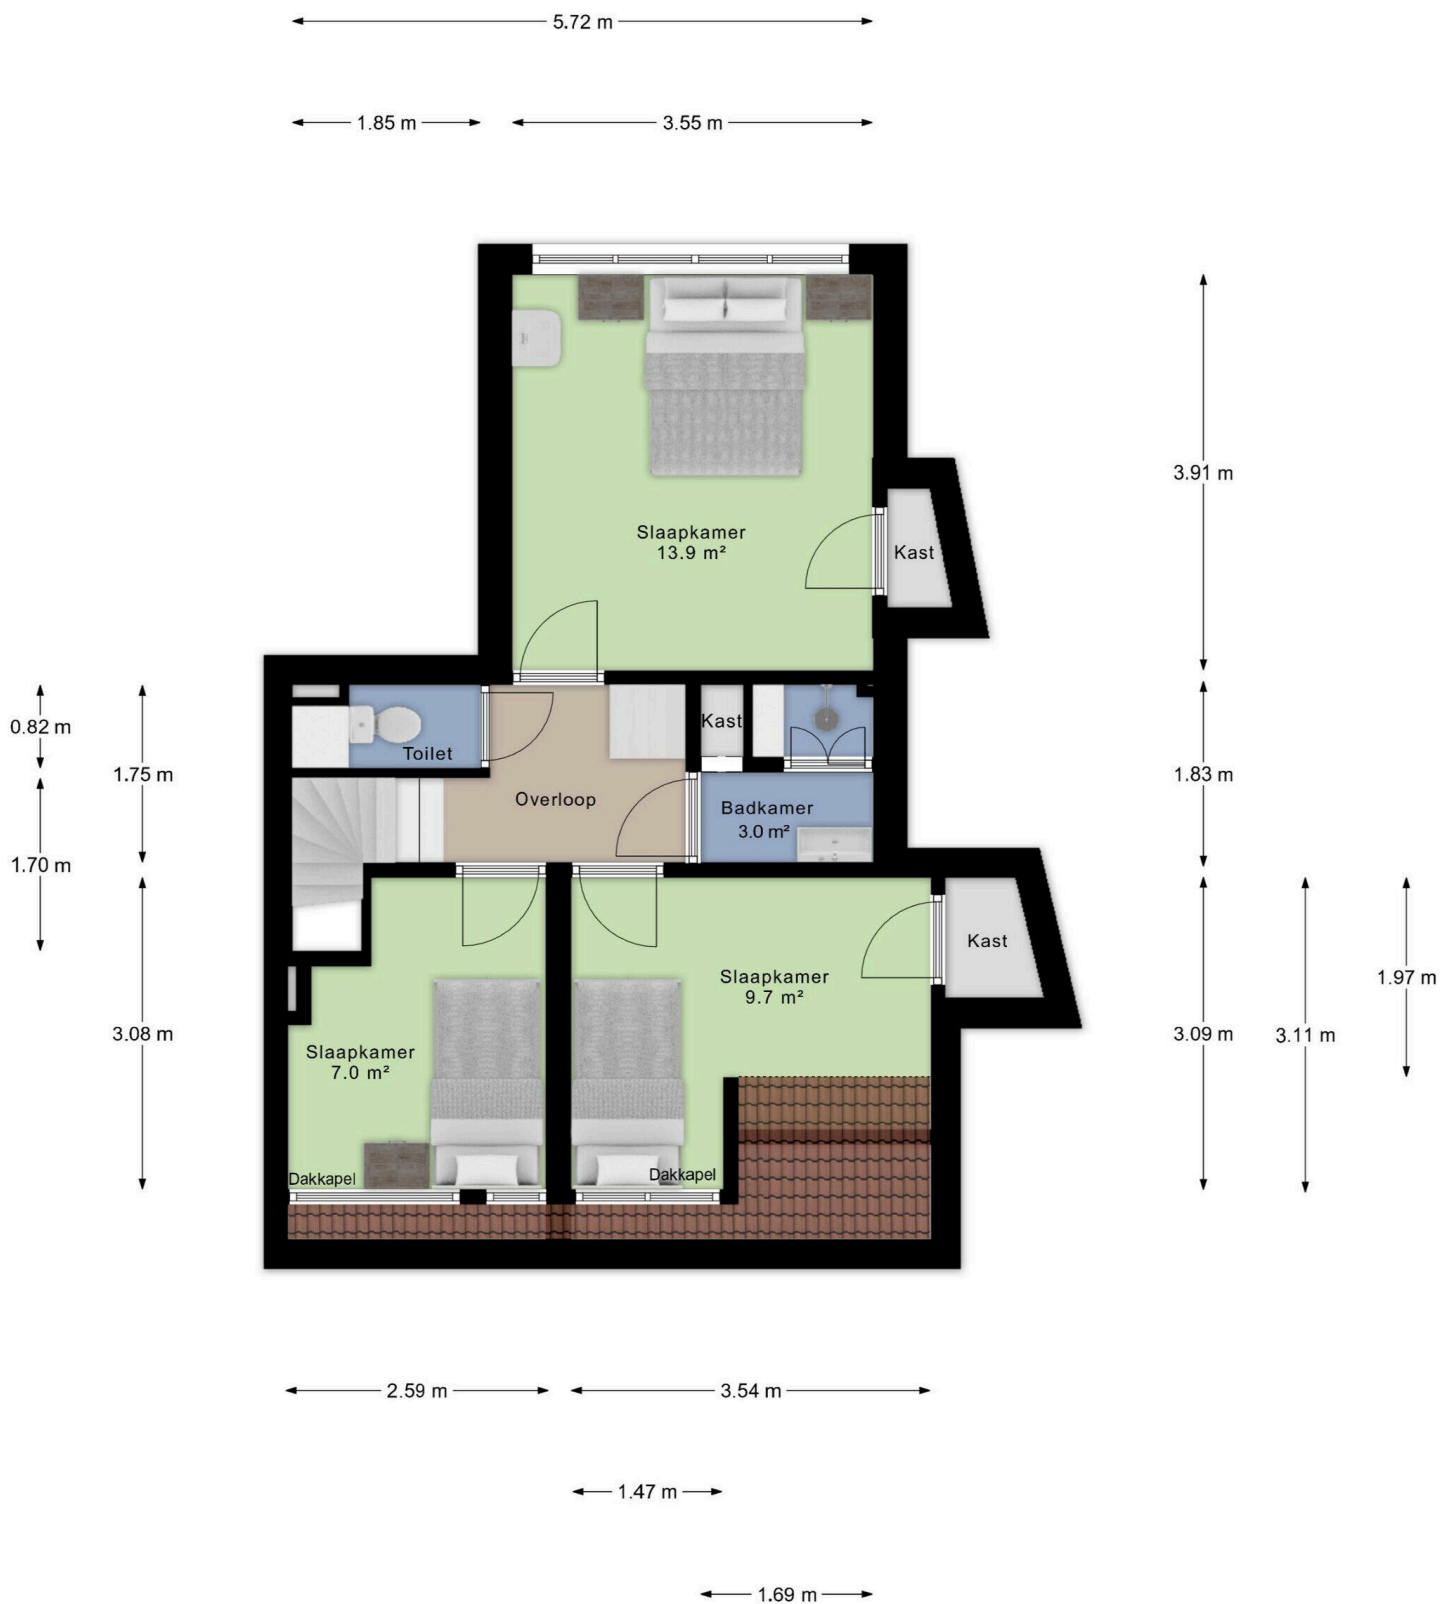 5.72 m
1.85 m
3.55 m
3.91 m
Slaapkamer
13.9 m²
Kast
0.82 m
1.75 m
1.70 m
Toilet
Kast
Overloop
Badkamer
3.0 m²
1.83 m
Slaapkamer
9.7 m²
Kast
3.08 m
Slaapkamer
7.0 m²
Dakkapel
Dakkapel
3.09 m
3.11 m
1.97 m
2.59 m
3.54 m
1.47 m
1.69 m